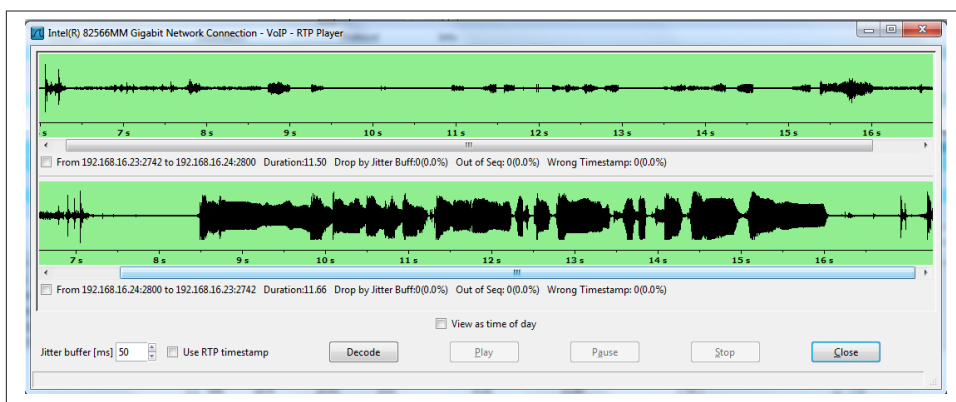 Intel(R) 82566MM Gigabit Network Connection - VoIP - RTP Player
s 7 s 8 s 9 s 10 s 11 s 12 s 13 s 14 s 15 s 16 s
From 192.168.16.23:2742 to 192.168.16.24:2800 Duration:11.50 Drop by Jitter Buff:0(0.0%) Out of Seq: 0(0.0%) Wrong Timestamp: 0(0.0%)
7 s 8 s 9 s 10 s 11 s 12 s 13 s 14 s 15 s 16 s
From 192.168.16.24:2800 to 192.168.16.23:2742 Duration:11.66 Drop by Jitter Buff:0(0.0%) Out of Seq: 0(0.0%) Wrong Timestamp: 0(0.0%)
View as time of day
Jitter buffer [ms] 50 Use RTP timestamp Decode Play Pause Stop Close